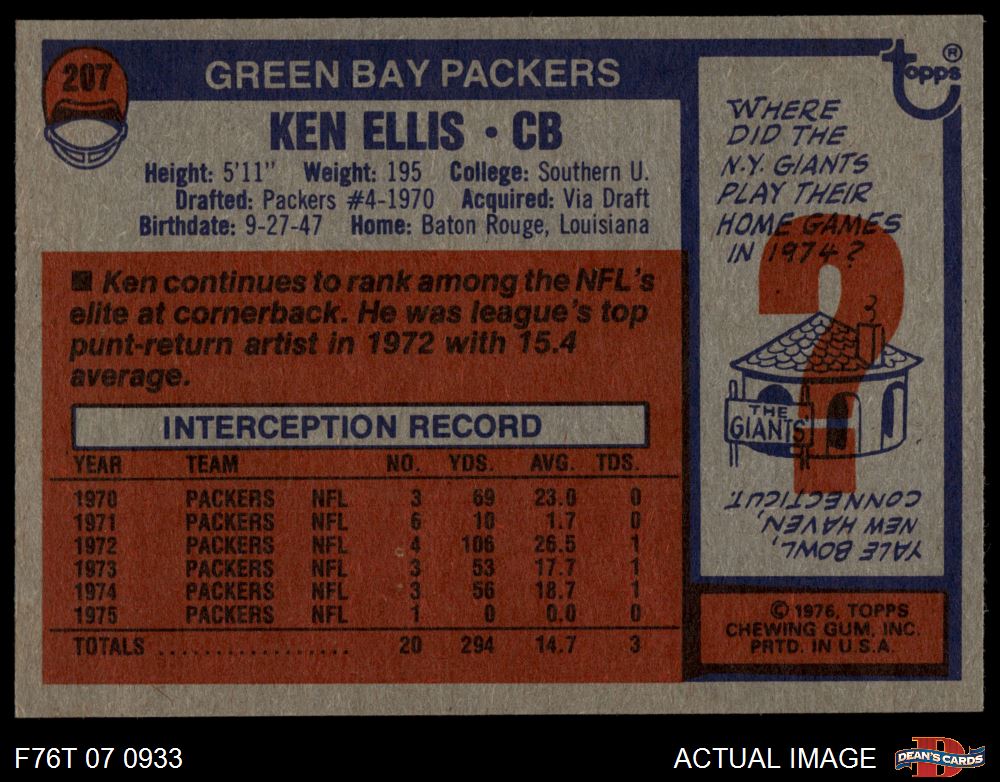 207
GREEN BAY PACKERS
KEN ELLIS • CB
Height: 5'11" Weight: 195 College: Southern U.
Drafted: Packers #4-1970 Acquired: Via Draft
Birthdate: 9-27-47 Home: Baton Rouge, Louisiana
■ Ken continues to rank among the NFL's
elite at cornerback. He was league's top
punt-return artist in 1972 with 15.4
average.
INTERCEPTION RECORD
YEAR TEAM NO. YDS. AVG. TDS.
1970 PACKERS NFL 3 69 23.0 0
1971 PACKERS NFL 6 10 1.7 0
1972 PACKERS NFL 4 106 26.5 1
1973 PACKERS NFL 3 53 17.7 1
1974 PACKERS NFL 3 56 18.7 1
1975 PACKERS NFL 1 0 0.0 0
TOTALS .................... 20 294 14.7 3
Topps®
WHERE
DID THE
N.Y. GIANTS
PLAY THEIR
HOME GAMES
IN 1974?
?
THE
GIANTS
YALE BOWL,
NEW HAVEN,
CONNECTICUT.
© 1976, TOPPS
CHEWING GUM, INC.
PRTD. IN U.S.A.
F76T 07 0933
ACTUAL IMAGE
D
DEAN'S CARDS